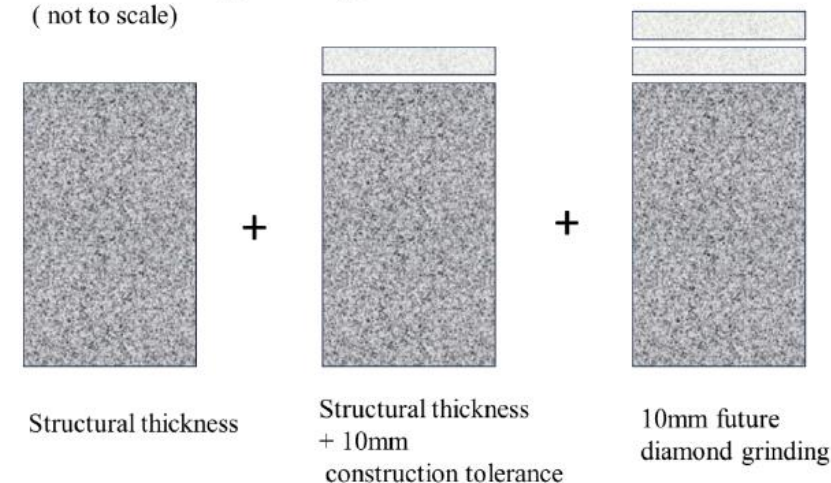 ( not to scale)
+
+
Structural thickness
Structural thickness
+ 10mm
construction tolerance
10mm future
diamond grinding